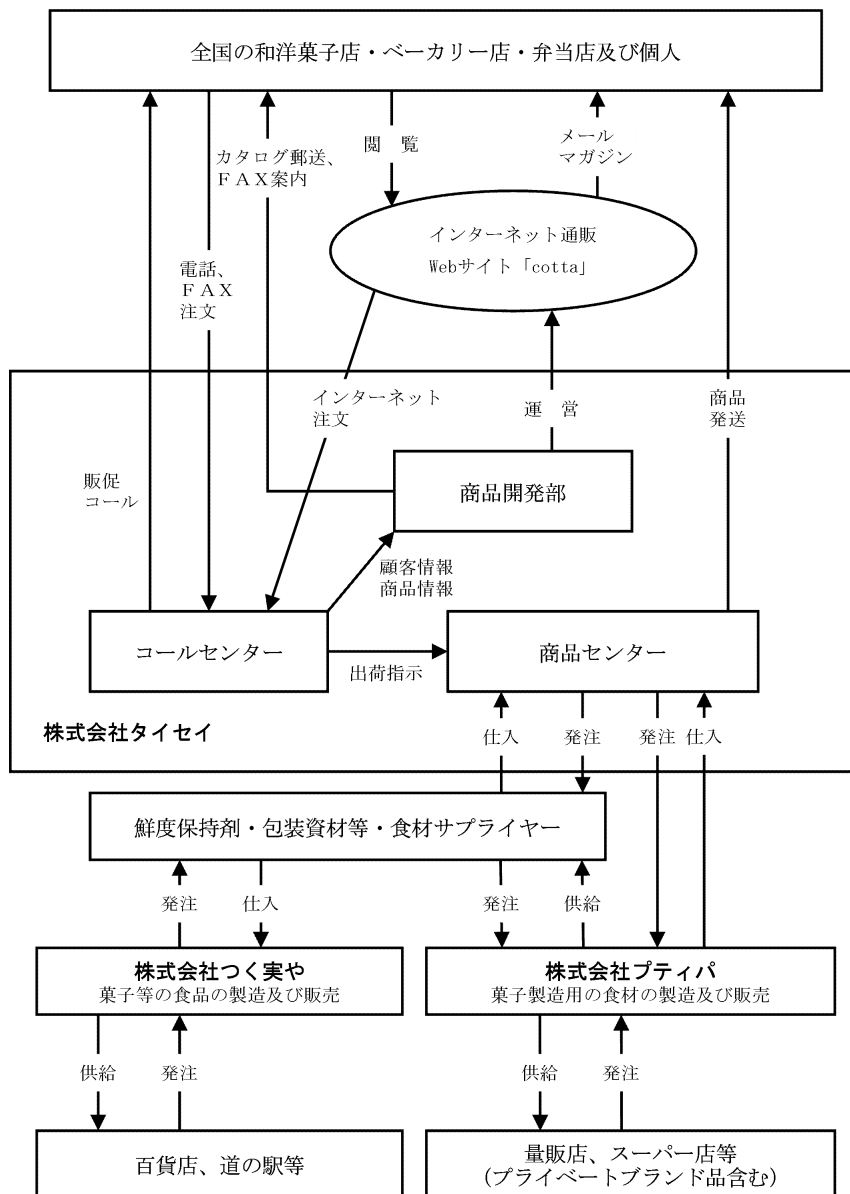 全国の和洋菓子店・ベーカリー店・弁当店及び個人
閲　覧
メール
マガジン
カタログ郵送、
ＦＡＸ案内
インターネット通販
Webサイト「cotta」
電話、
ＦＡＸ
注文
インターネット
注文
運　営
商品
発送
販促
コール
商品開発部
顧客情報
商品情報
コールセンター
出荷指示
商品センター
株式会社タイセイ
仕入
発注
発注
仕入
鮮度保持剤・包装資材等・食材サプライヤー
発注
仕入
発注
供給
株式会社つく実や
菓子等の食品の製造及び販売
株式会社プティパ
菓子製造用の食材の製造及び販売
供給
発注
供給
発注
百貨店、道の駅等
量販店、スーパー店等
(プライベートブランド品含む)